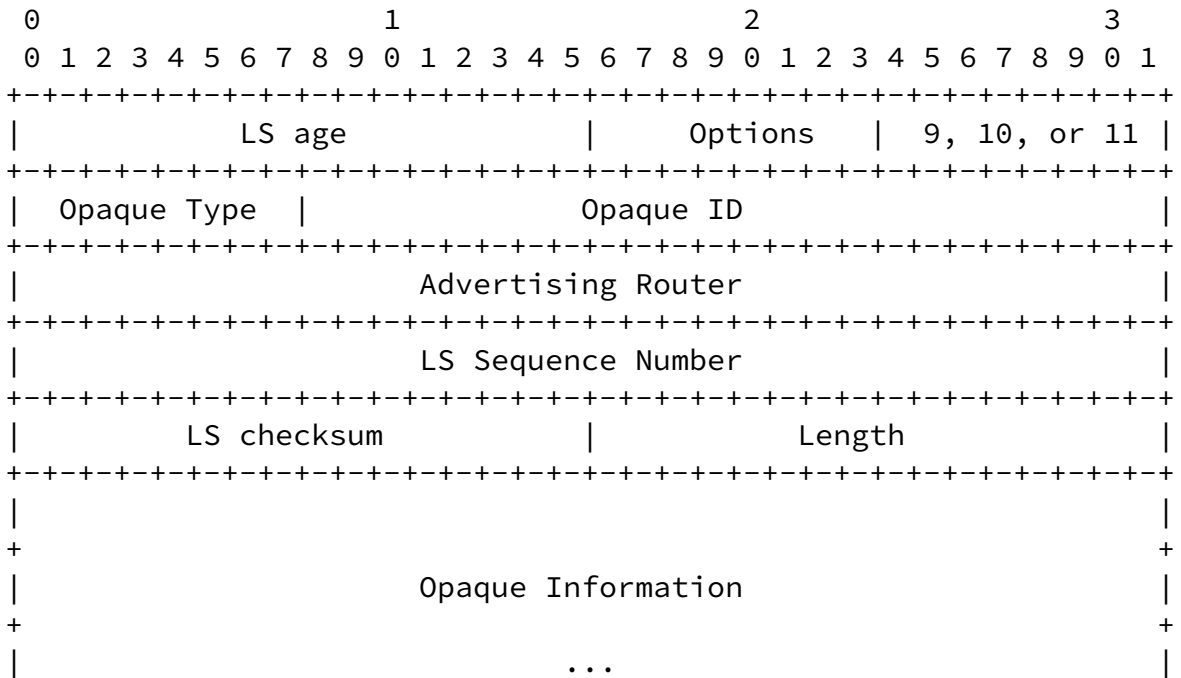 0                   1                   2                   3
 0 1 2 3 4 5 6 7 8 9 0 1 2 3 4 5 6 7 8 9 0 1 2 3 4 5 6 7 8 9 0 1
+-+-+-+-+-+-+-+-+-+-+-+-+-+-+-+-+-+-+-+-+-+-+-+-+-+-+-+-+-+-+-+-+
|            LS age             |     Options   |  9, 10, or 11 |
+-+-+-+-+-+-+-+-+-+-+-+-+-+-+-+-+-+-+-+-+-+-+-+-+-+-+-+-+-+-+-+-+
|  Opaque Type  |               Opaque ID                       |
+-+-+-+-+-+-+-+-+-+-+-+-+-+-+-+-+-+-+-+-+-+-+-+-+-+-+-+-+-+-+-+-+
|                      Advertising Router                       |
+-+-+-+-+-+-+-+-+-+-+-+-+-+-+-+-+-+-+-+-+-+-+-+-+-+-+-+-+-+-+-+-+
|                      LS Sequence Number                       |
+-+-+-+-+-+-+-+-+-+-+-+-+-+-+-+-+-+-+-+-+-+-+-+-+-+-+-+-+-+-+-+-+
|         LS checksum           |           Length              |
+-+-+-+-+-+-+-+-+-+-+-+-+-+-+-+-+-+-+-+-+-+-+-+-+-+-+-+-+-+-+-+-+
|                                                               |
+                                                               +
|                      Opaque Information                       |
+                                                               +
|                              ...                              |